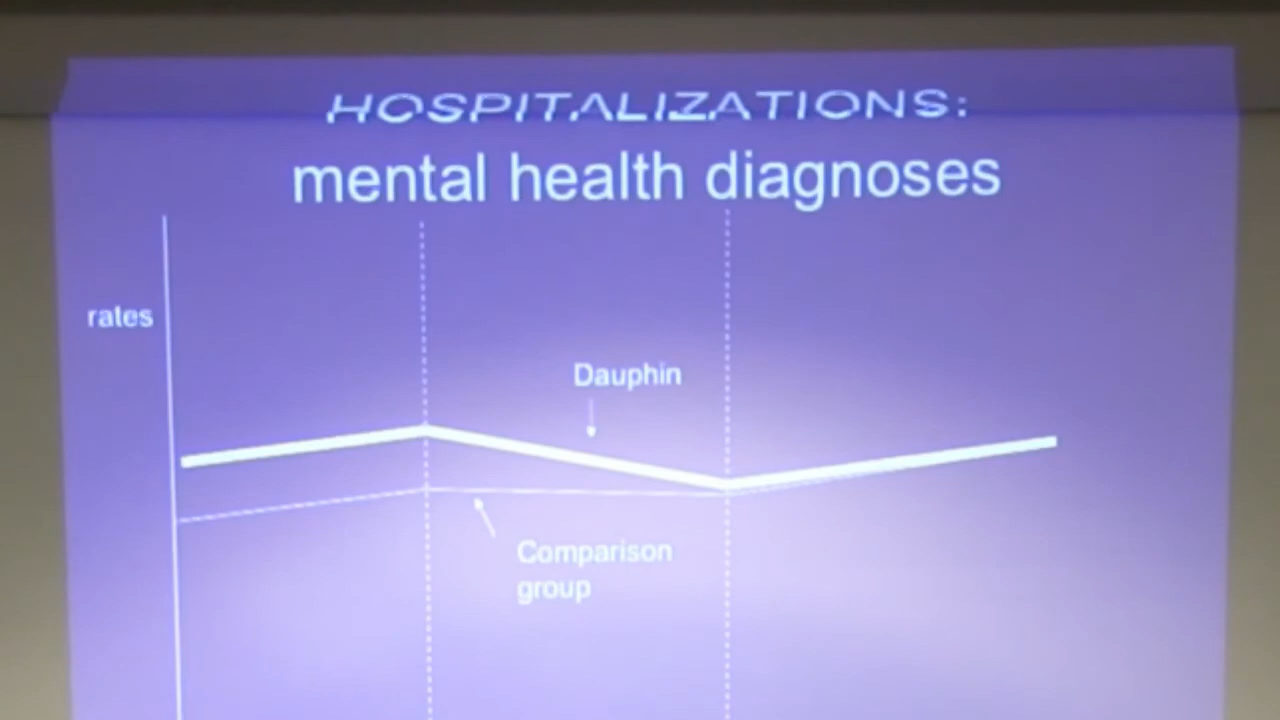 HOSPITALIZATIONS:
mental health diagnoses
rates
Dauphin
Comparison
group